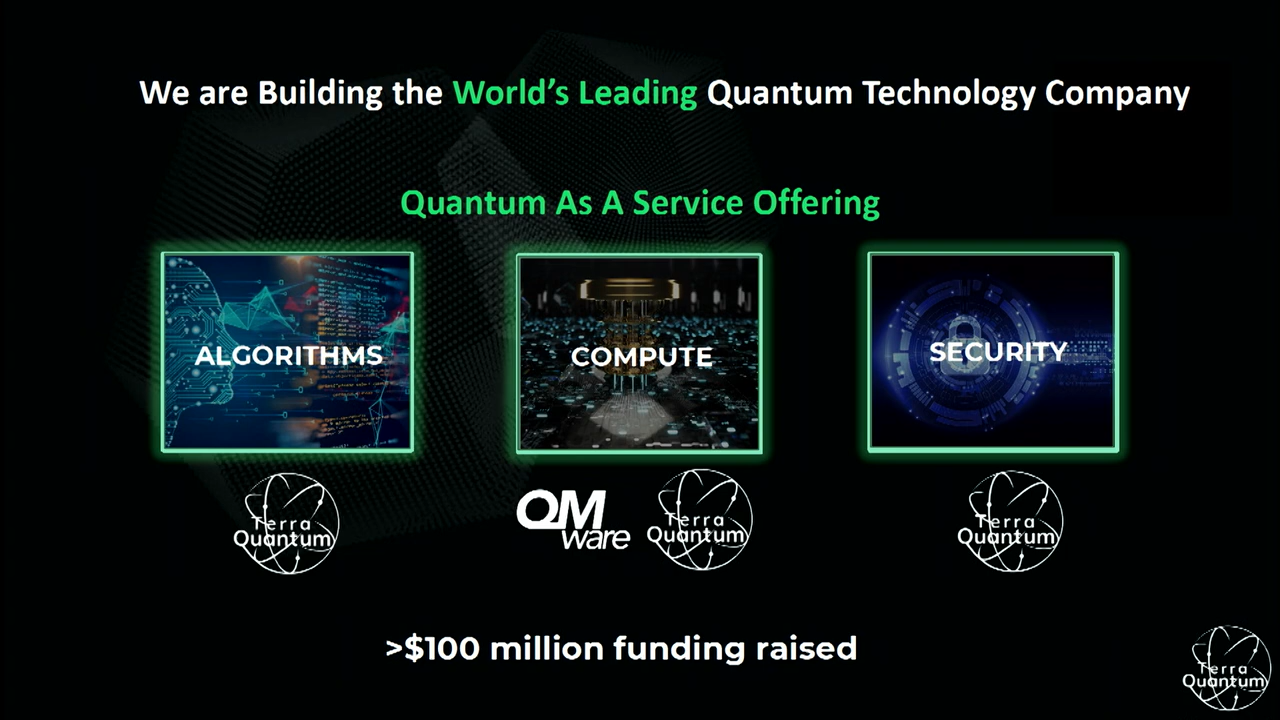 We are Building the World's Leading Quantum Technology Company
Quantum As A Service Offering
ALGORITHMS
COMPUTE
SECURITY
Terra
Quantum
QM
ware
Terra
Quantum
Terra
Quantum
>$100 million funding raised
Terra
Quantum